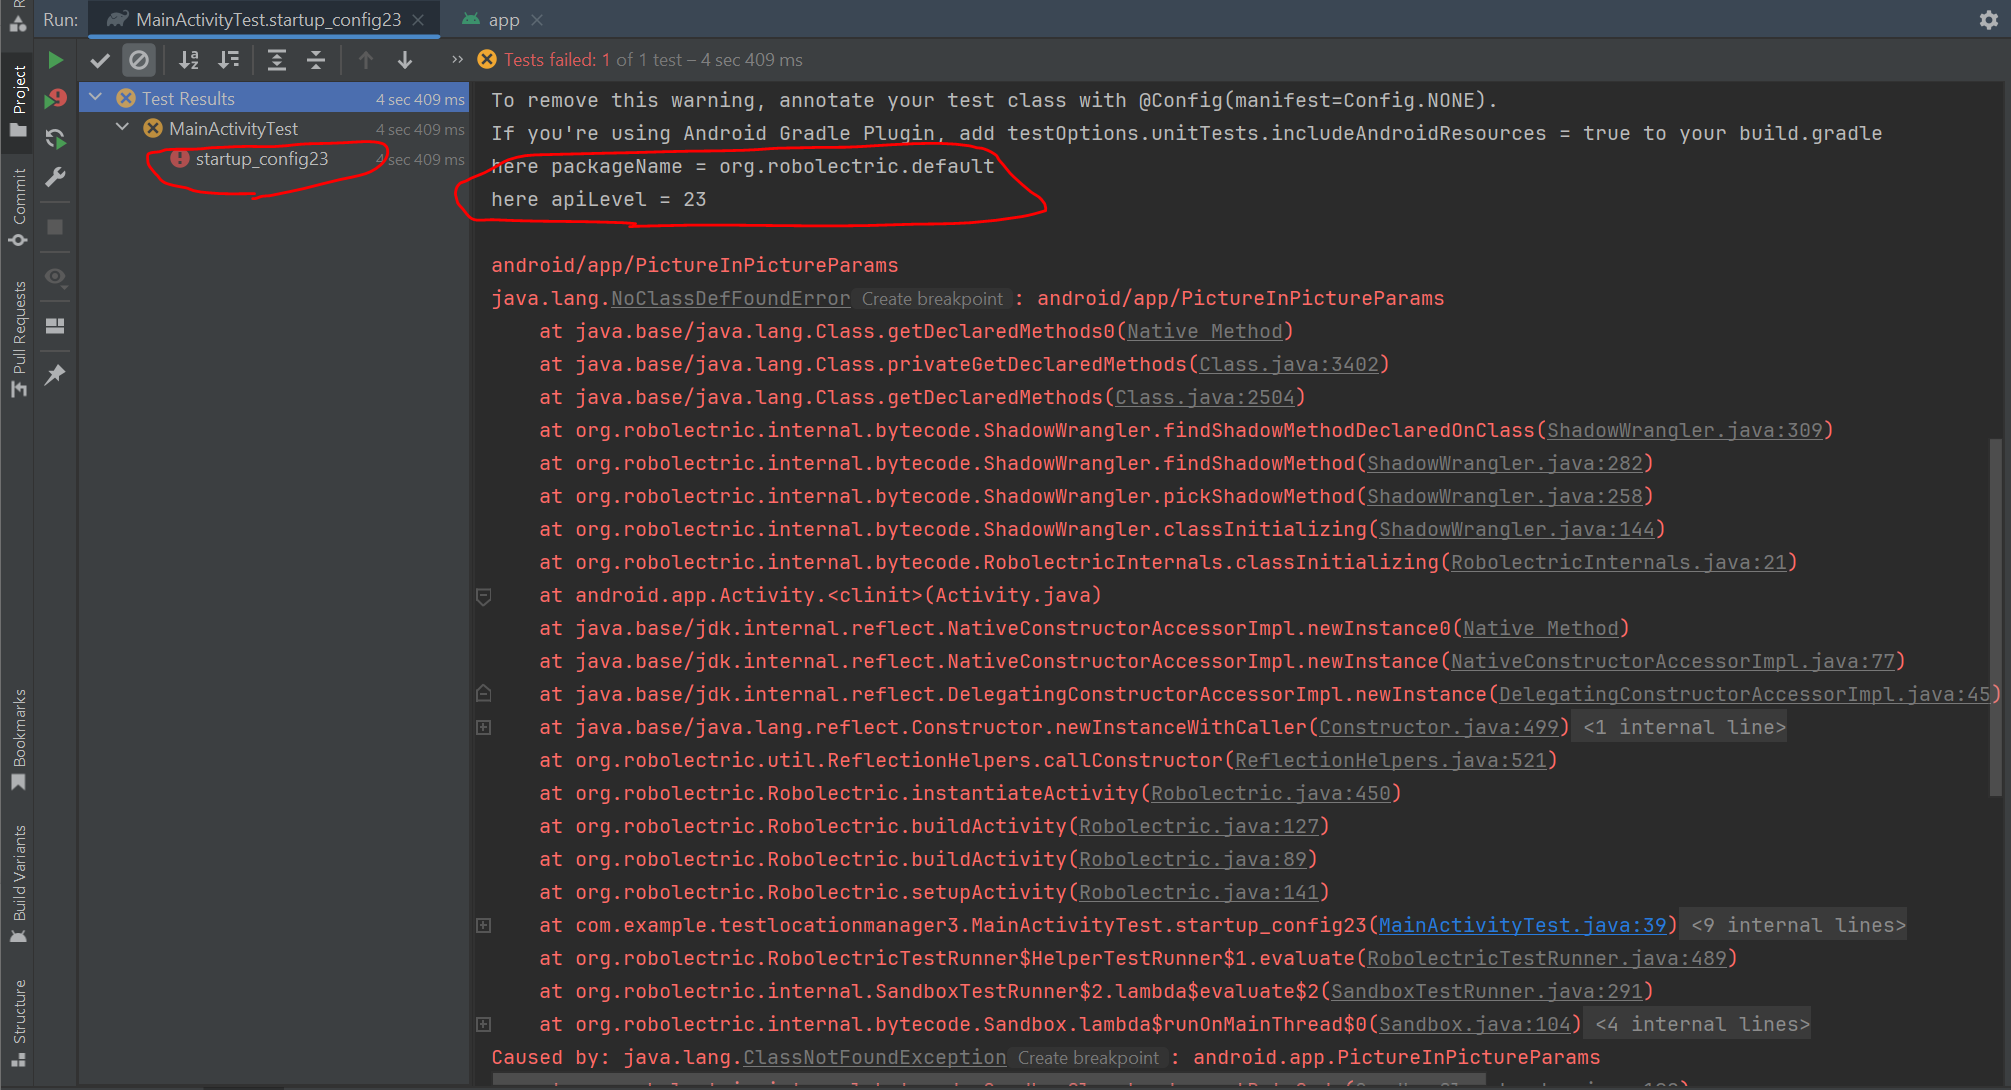 Run: MainActivityTest.startup_config23 app
Tests failed: 1 of 1 test – 4 sec 409 ms
Project
Commit
Pull Requests
Bookmarks
Build Variants
Structure
Test Results 4 sec 409 ms
MainActivityTest 4 sec 409 ms
startup_config23 4 sec 409 ms
To remove this warning, annotate your test class with @Config(manifest=Config.NONE).
If you're using Android Gradle Plugin, add testOptions.unitTests.includeAndroidResources = true to your build.gradle
here packageName = org.robolectric.default
here apiLevel = 23
android/app/PictureInPictureParams
java.lang.NoClassDefFoundError Create breakpoint : android/app/PictureInPictureParams
at java.base/java.lang.Class.getDeclaredMethods0(Native Method)
at java.base/java.lang.Class.privateGetDeclaredMethods(Class.java:3402)
at java.base/java.lang.Class.getDeclaredMethods(Class.java:2504)
at org.robolectric.internal.bytecode.ShadowWrangler.findShadowMethodDeclaredOnClass(ShadowWrangler.java:309)
at org.robolectric.internal.bytecode.ShadowWrangler.findShadowMethod(ShadowWrangler.java:282)
at org.robolectric.internal.bytecode.ShadowWrangler.pickShadowMethod(ShadowWrangler.java:258)
at org.robolectric.internal.bytecode.ShadowWrangler.classInitializing(ShadowWrangler.java:144)
at org.robolectric.internal.bytecode.RobolectricInternals.classInitializing(RobolectricInternals.java:21)
at android.app.Activity.<clinit>(Activity.java)
at java.base/jdk.internal.reflect.NativeConstructorAccessorImpl.newInstance0(Native Method)
at java.base/jdk.internal.reflect.NativeConstructorAccessorImpl.newInstance(NativeConstructorAccessorImpl.java:77)
at java.base/jdk.internal.reflect.DelegatingConstructorAccessorImpl.newInstance(DelegatingConstructorAccessorImpl.java:45)
at java.base/java.lang.reflect.Constructor.newInstanceWithCaller(Constructor.java:499) <1 internal line>
at org.robolectric.util.ReflectionHelpers.callConstructor(ReflectionHelpers.java:521)
at org.robolectric.Robolectric.instantiateActivity(Robolectric.java:450)
at org.robolectric.Robolectric.buildActivity(Robolectric.java:127)
at org.robolectric.Robolectric.buildActivity(Robolectric.java:89)
at org.robolectric.Robolectric.setupActivity(Robolectric.java:141)
at com.example.testlocationmanager3.MainActivityTest.startup_config23(MainActivityTest.java:39) <9 internal lines>
at org.robolectric.RobolectricTestRunner$HelperTestRunner$1.evaluate(RobolectricTestRunner.java:489)
at org.robolectric.internal.SandboxTestRunner$2.lambda$evaluate$2(SandboxTestRunner.java:291)
at org.robolectric.internal.bytecode.Sandbox.lambda$runOnMainThread$0(Sandbox.java:104) <4 internal lines>
Caused by: java.lang.ClassNotFoundException Create breakpoint : android.app.PictureInPictureParams